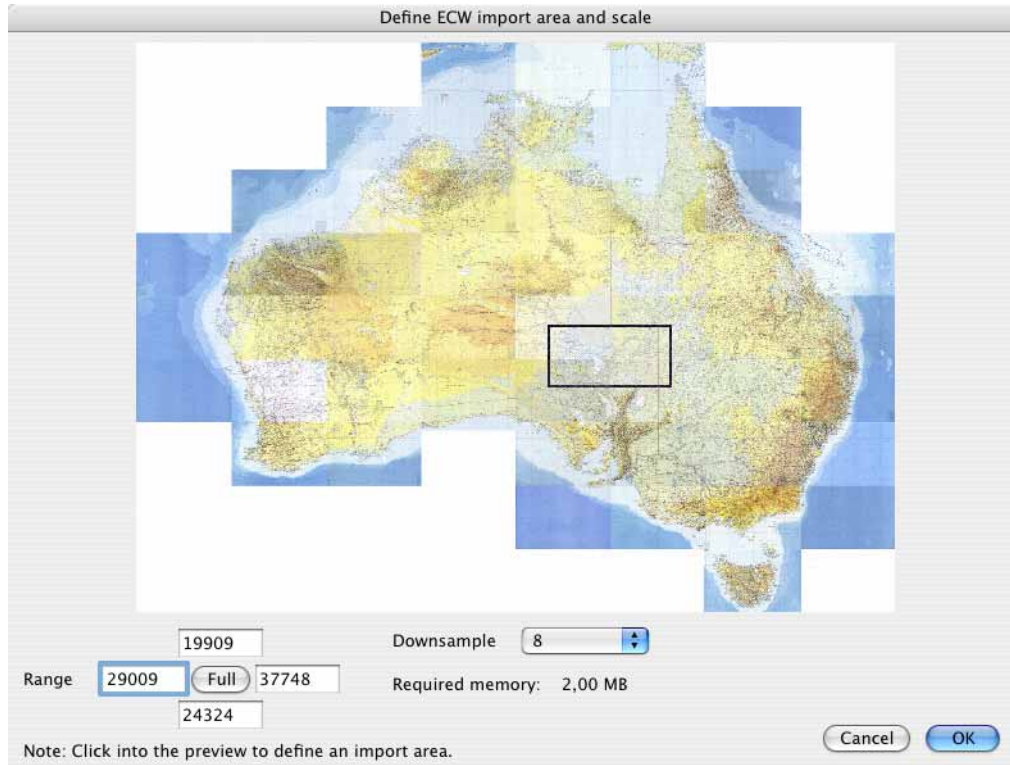 Define ECW import area and scale
19909
Downsample 8
Range 29009 Full 37748
Required memory: 2,00 MB
24324
Cancel OK
Note: Click into the preview to define an import area.